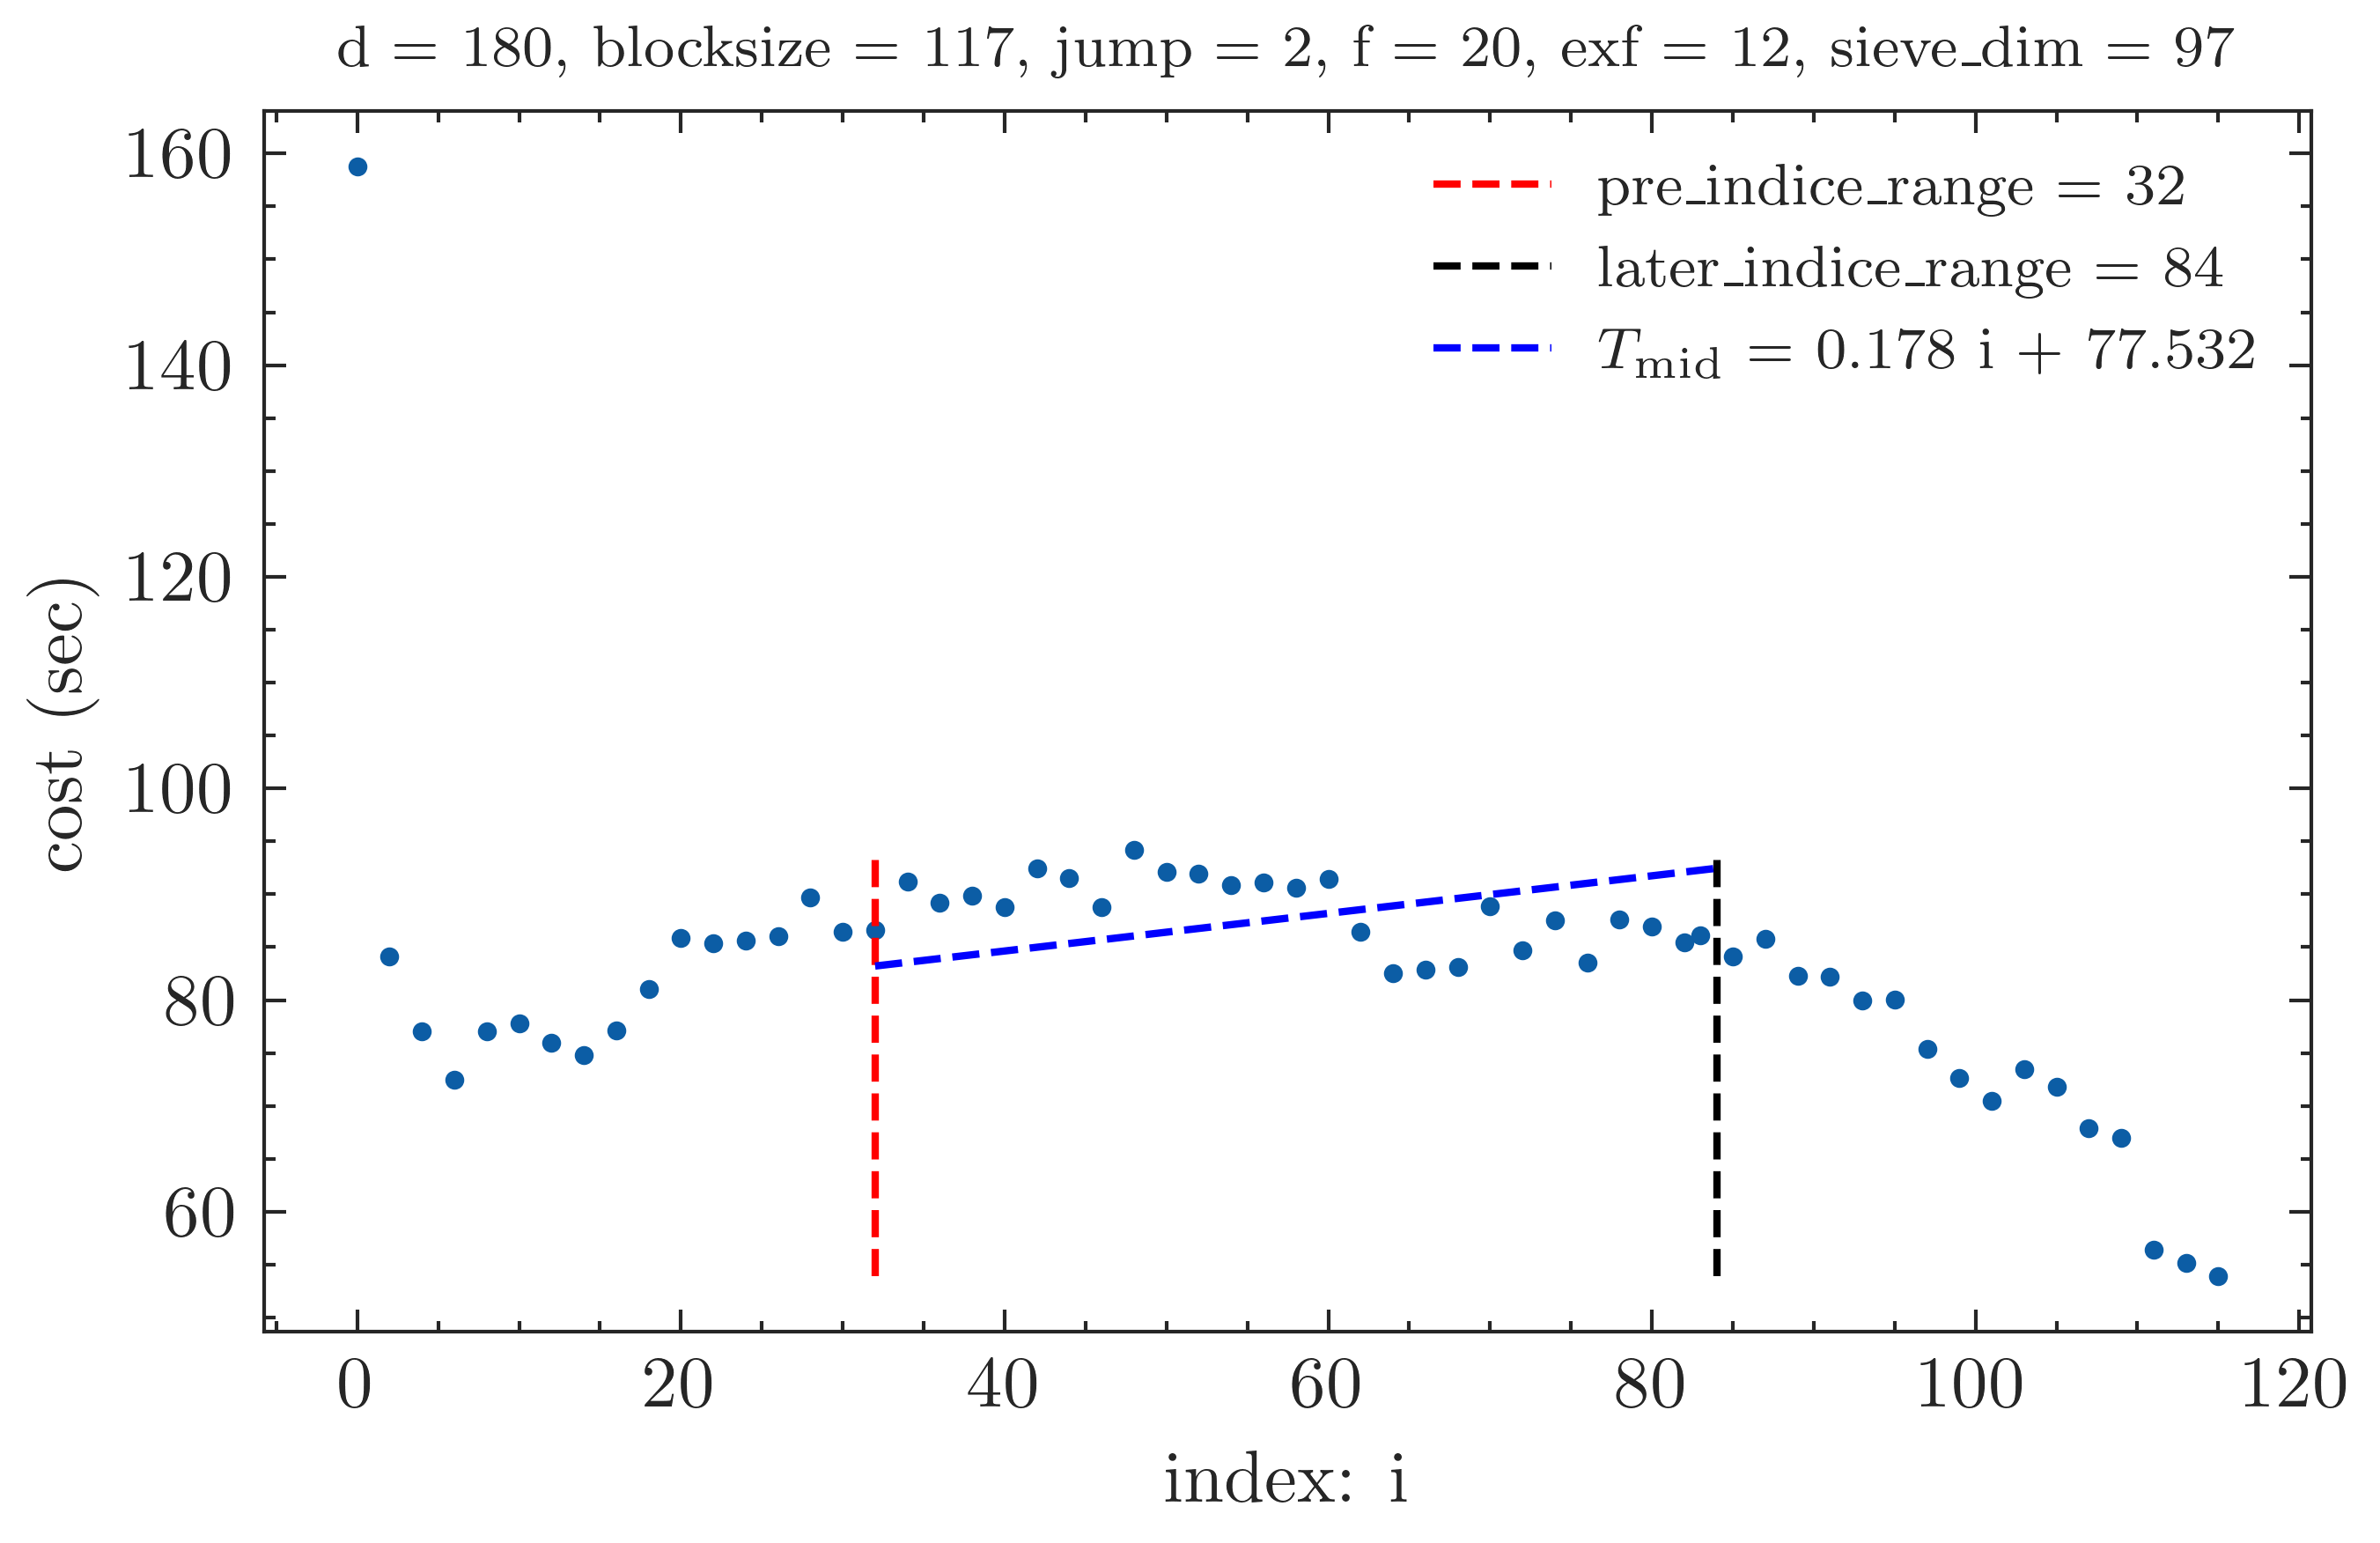 d = 180, blocksize = 117, jump = 2, f = 20, exf = 12, sieve_dim = 97
160
140
120
100
80
60
cost (sec)
pre_indice_range = 32
later_indice_range = 84
T_mid = 0.178 i + 77.532
0 20 40 60 80 100 120
index: i